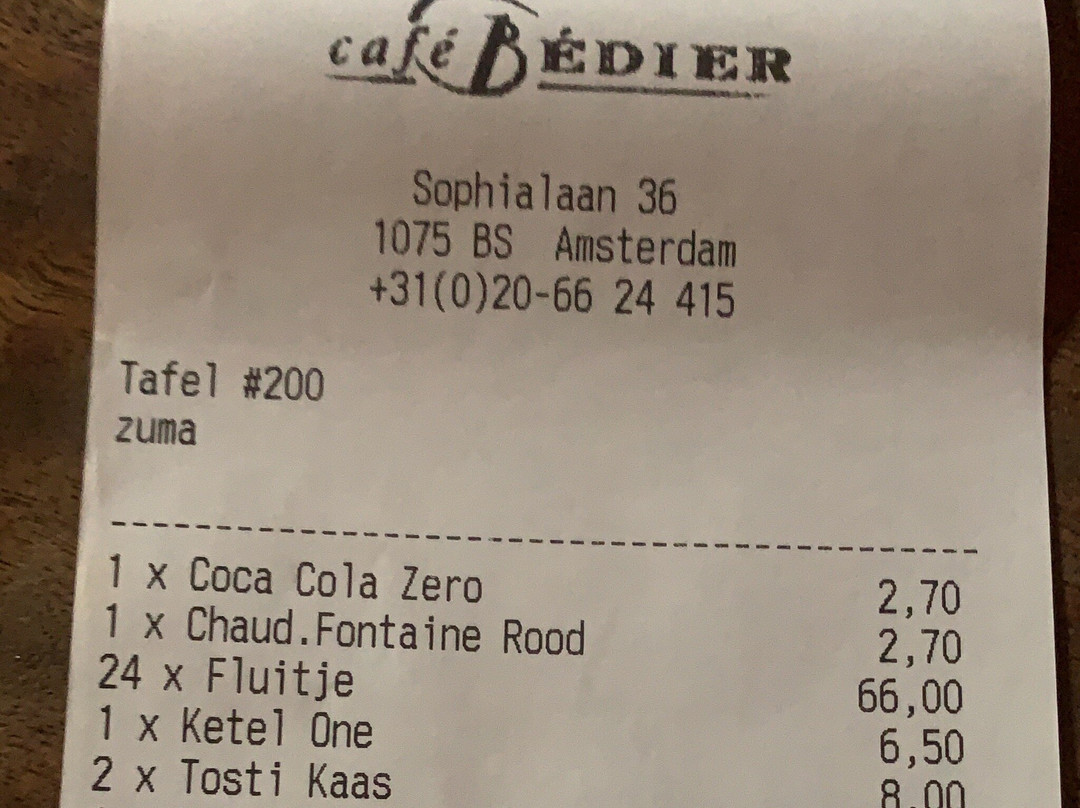 café BÉDIER
Sophialaan 36
1075 BS Amsterdam
+31(0)20-66 24 415
Tafel #200
zuma
1 x Coca Cola Zero 2,70
1 x Chaud.Fontaine Rood 2,70
24 x Fluitje 66,00
1 x Ketel One 6,50
2 x Tosti Kaas 8,00